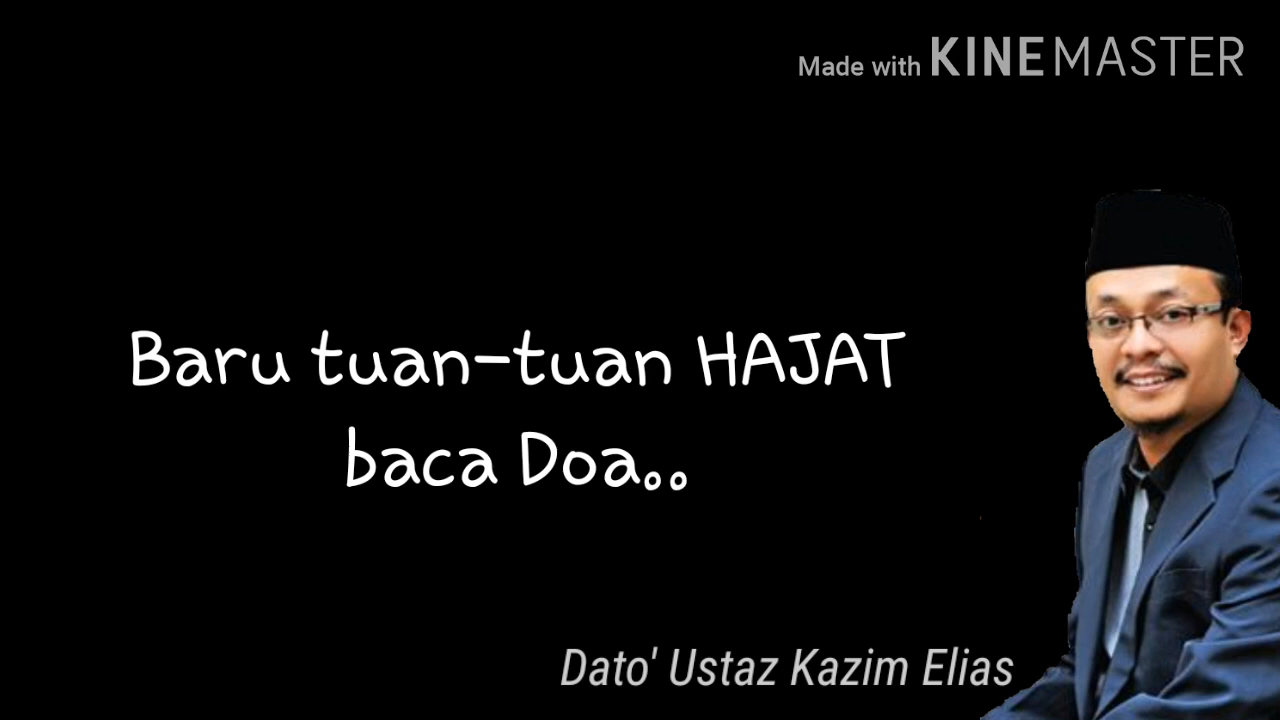 Made with KINEMASTER
Baru tuan-tuan HAJAT
baca Doa..
Dato' Ustaz Kazim Elias